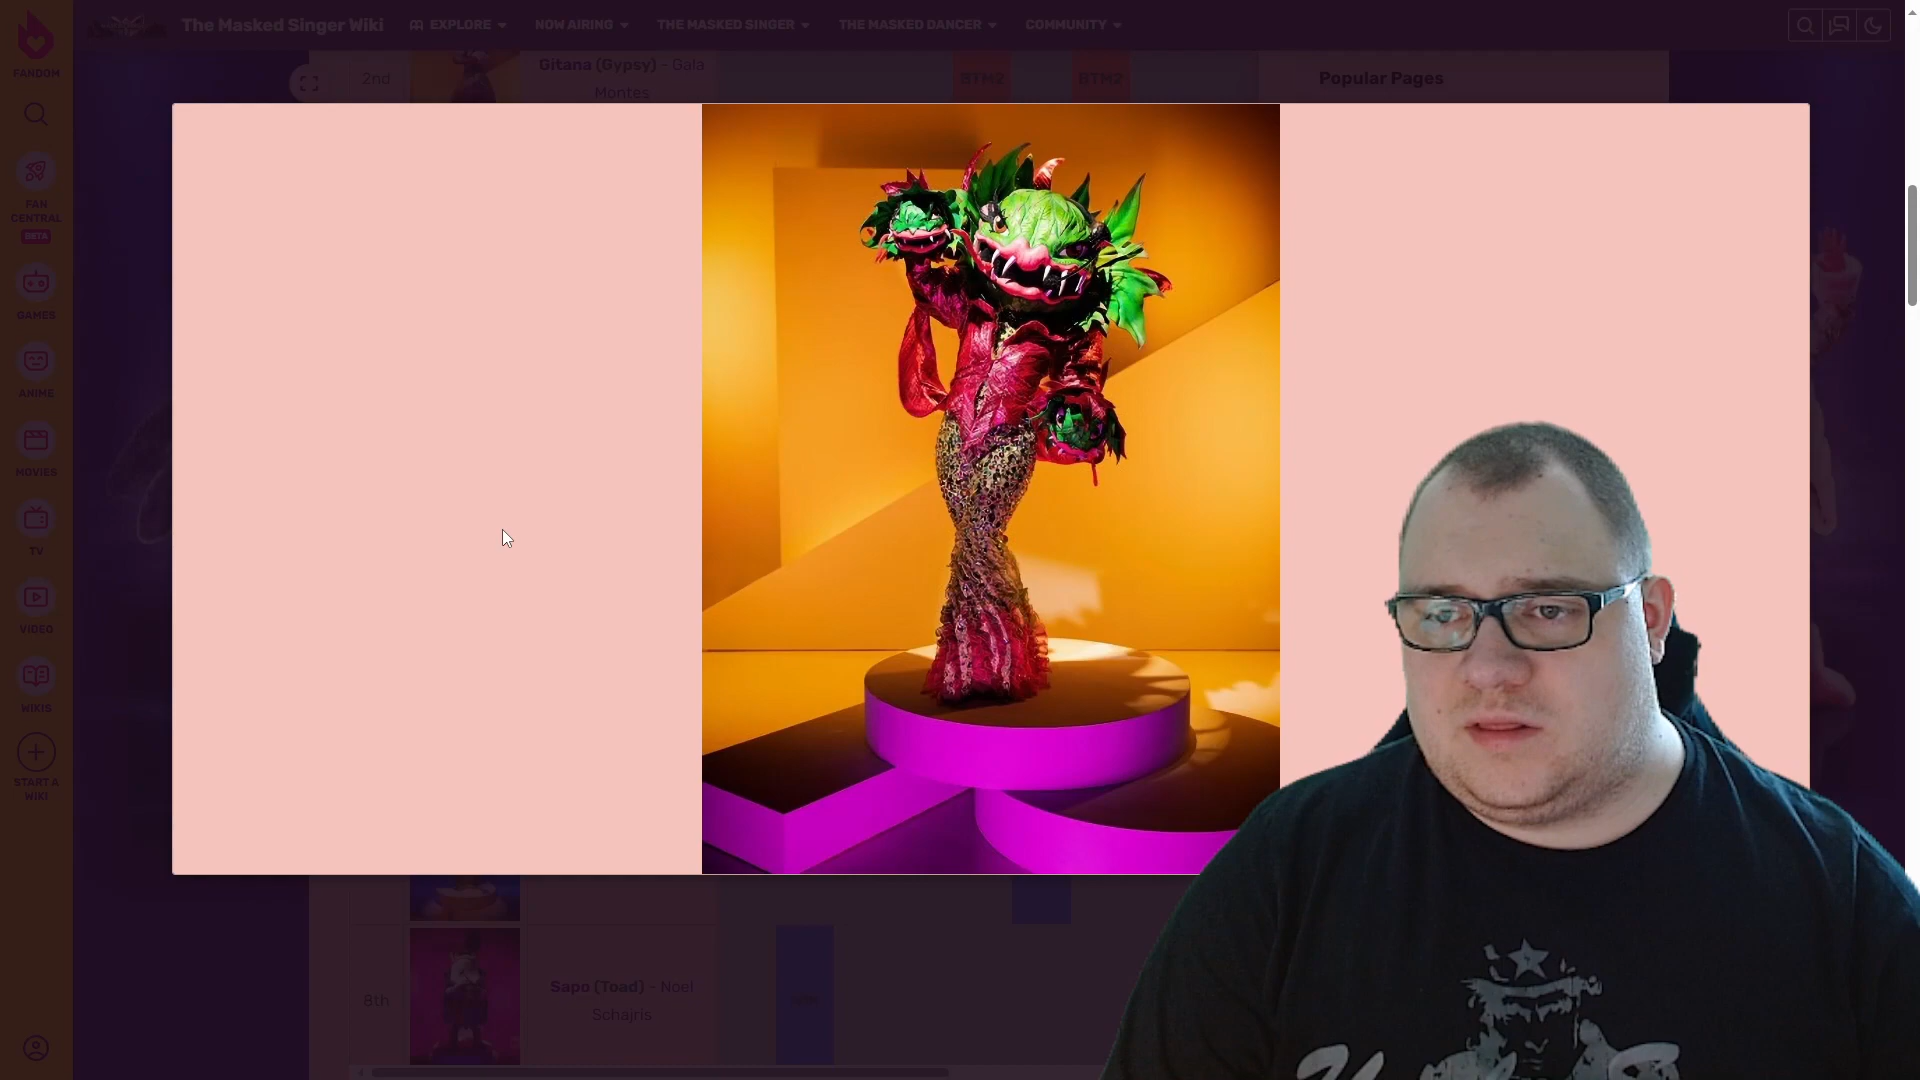 The Masked Singer Wiki
EXPLORE
NOW AIRING
THE MASKED SINGER
THE MASKED DANCER
COMMUNITY
FANDOM
FAN
CENTRAL
BETA
GAMES
ANIME
MOVIES
TV
VIDEO
WIKIS
START A
WIKI
2nd
Gitana (Gypsy) - Gala
Montes
BTM2
BTM2
Popular Pages
8th
Sapo (Toad) - Noel
Schajris